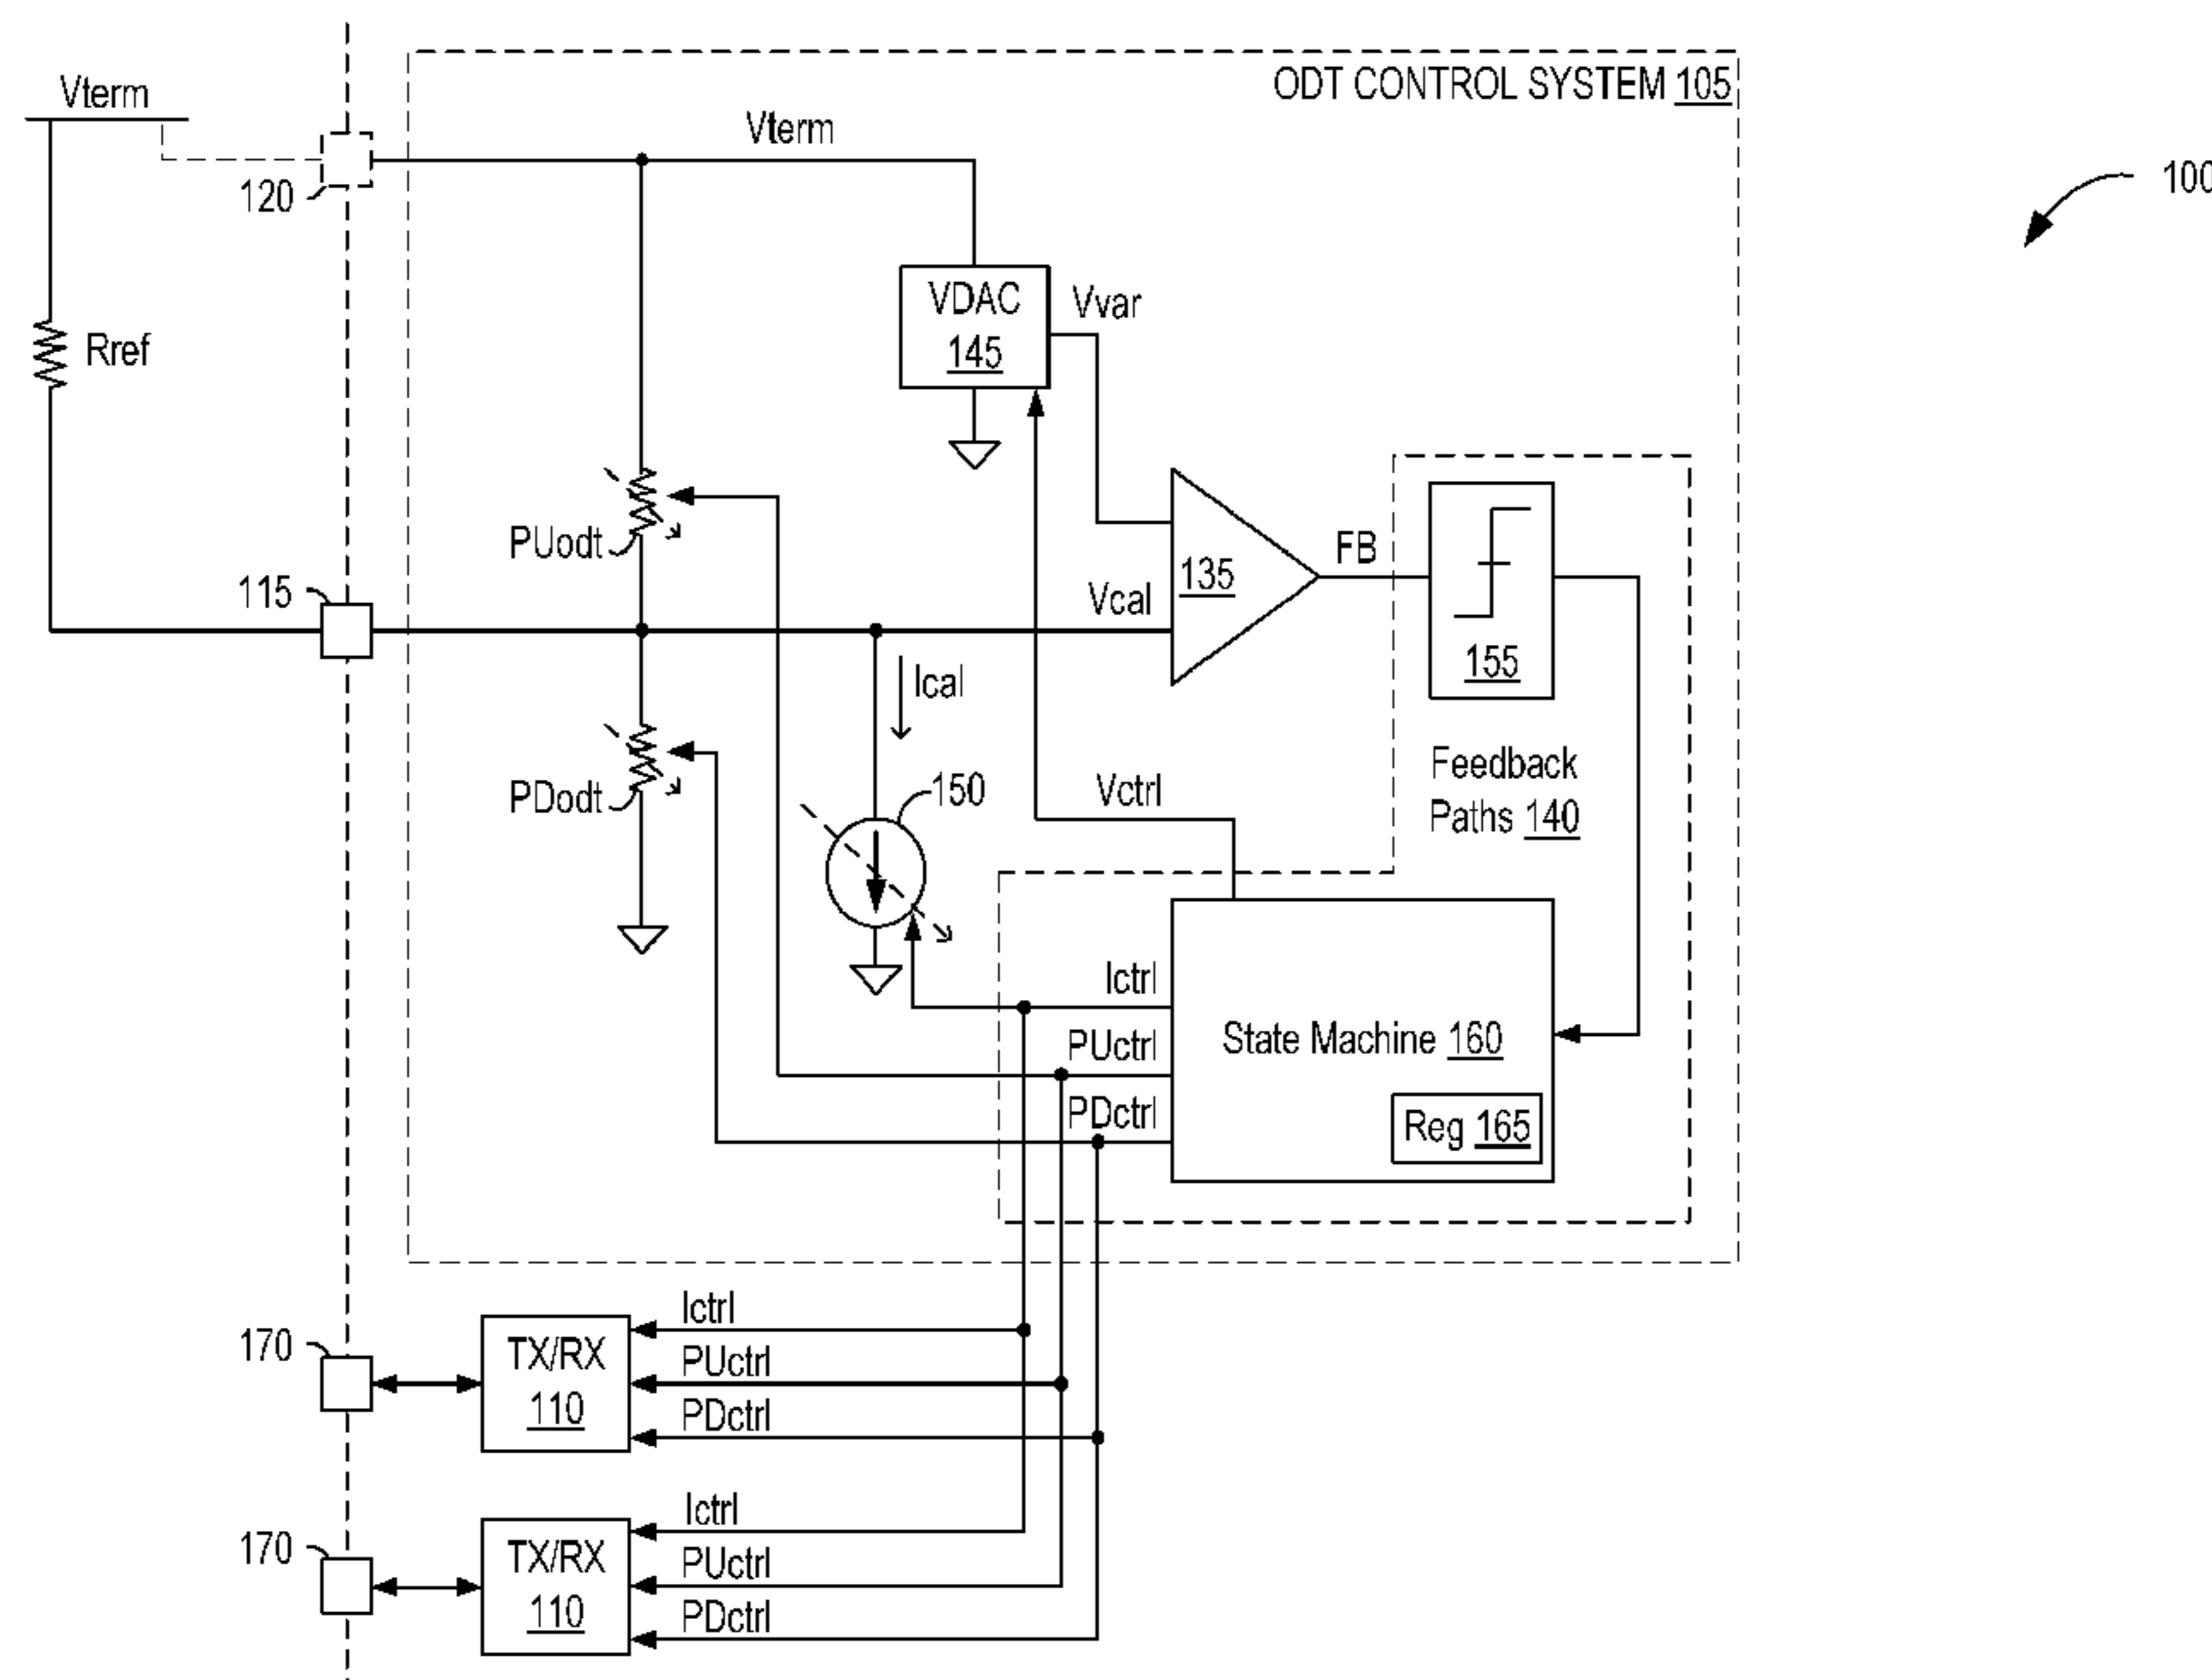 ODT CONTROL SYSTEM 105
Vterm
Vterm
120
100
VDAC
145
Vvar
Rref
PUodt
FB
135
115
Vcal
155
Ical
Feedback
Paths 140
PDodt
150
Vctrl
Ictrl
State Machine 160
PUctrl
PDctrl
Reg 165
Ictrl
170
TX/RX
110
PUctrl
PDctrl
Ictrl
170
TX/RX
110
PUctrl
PDctrl